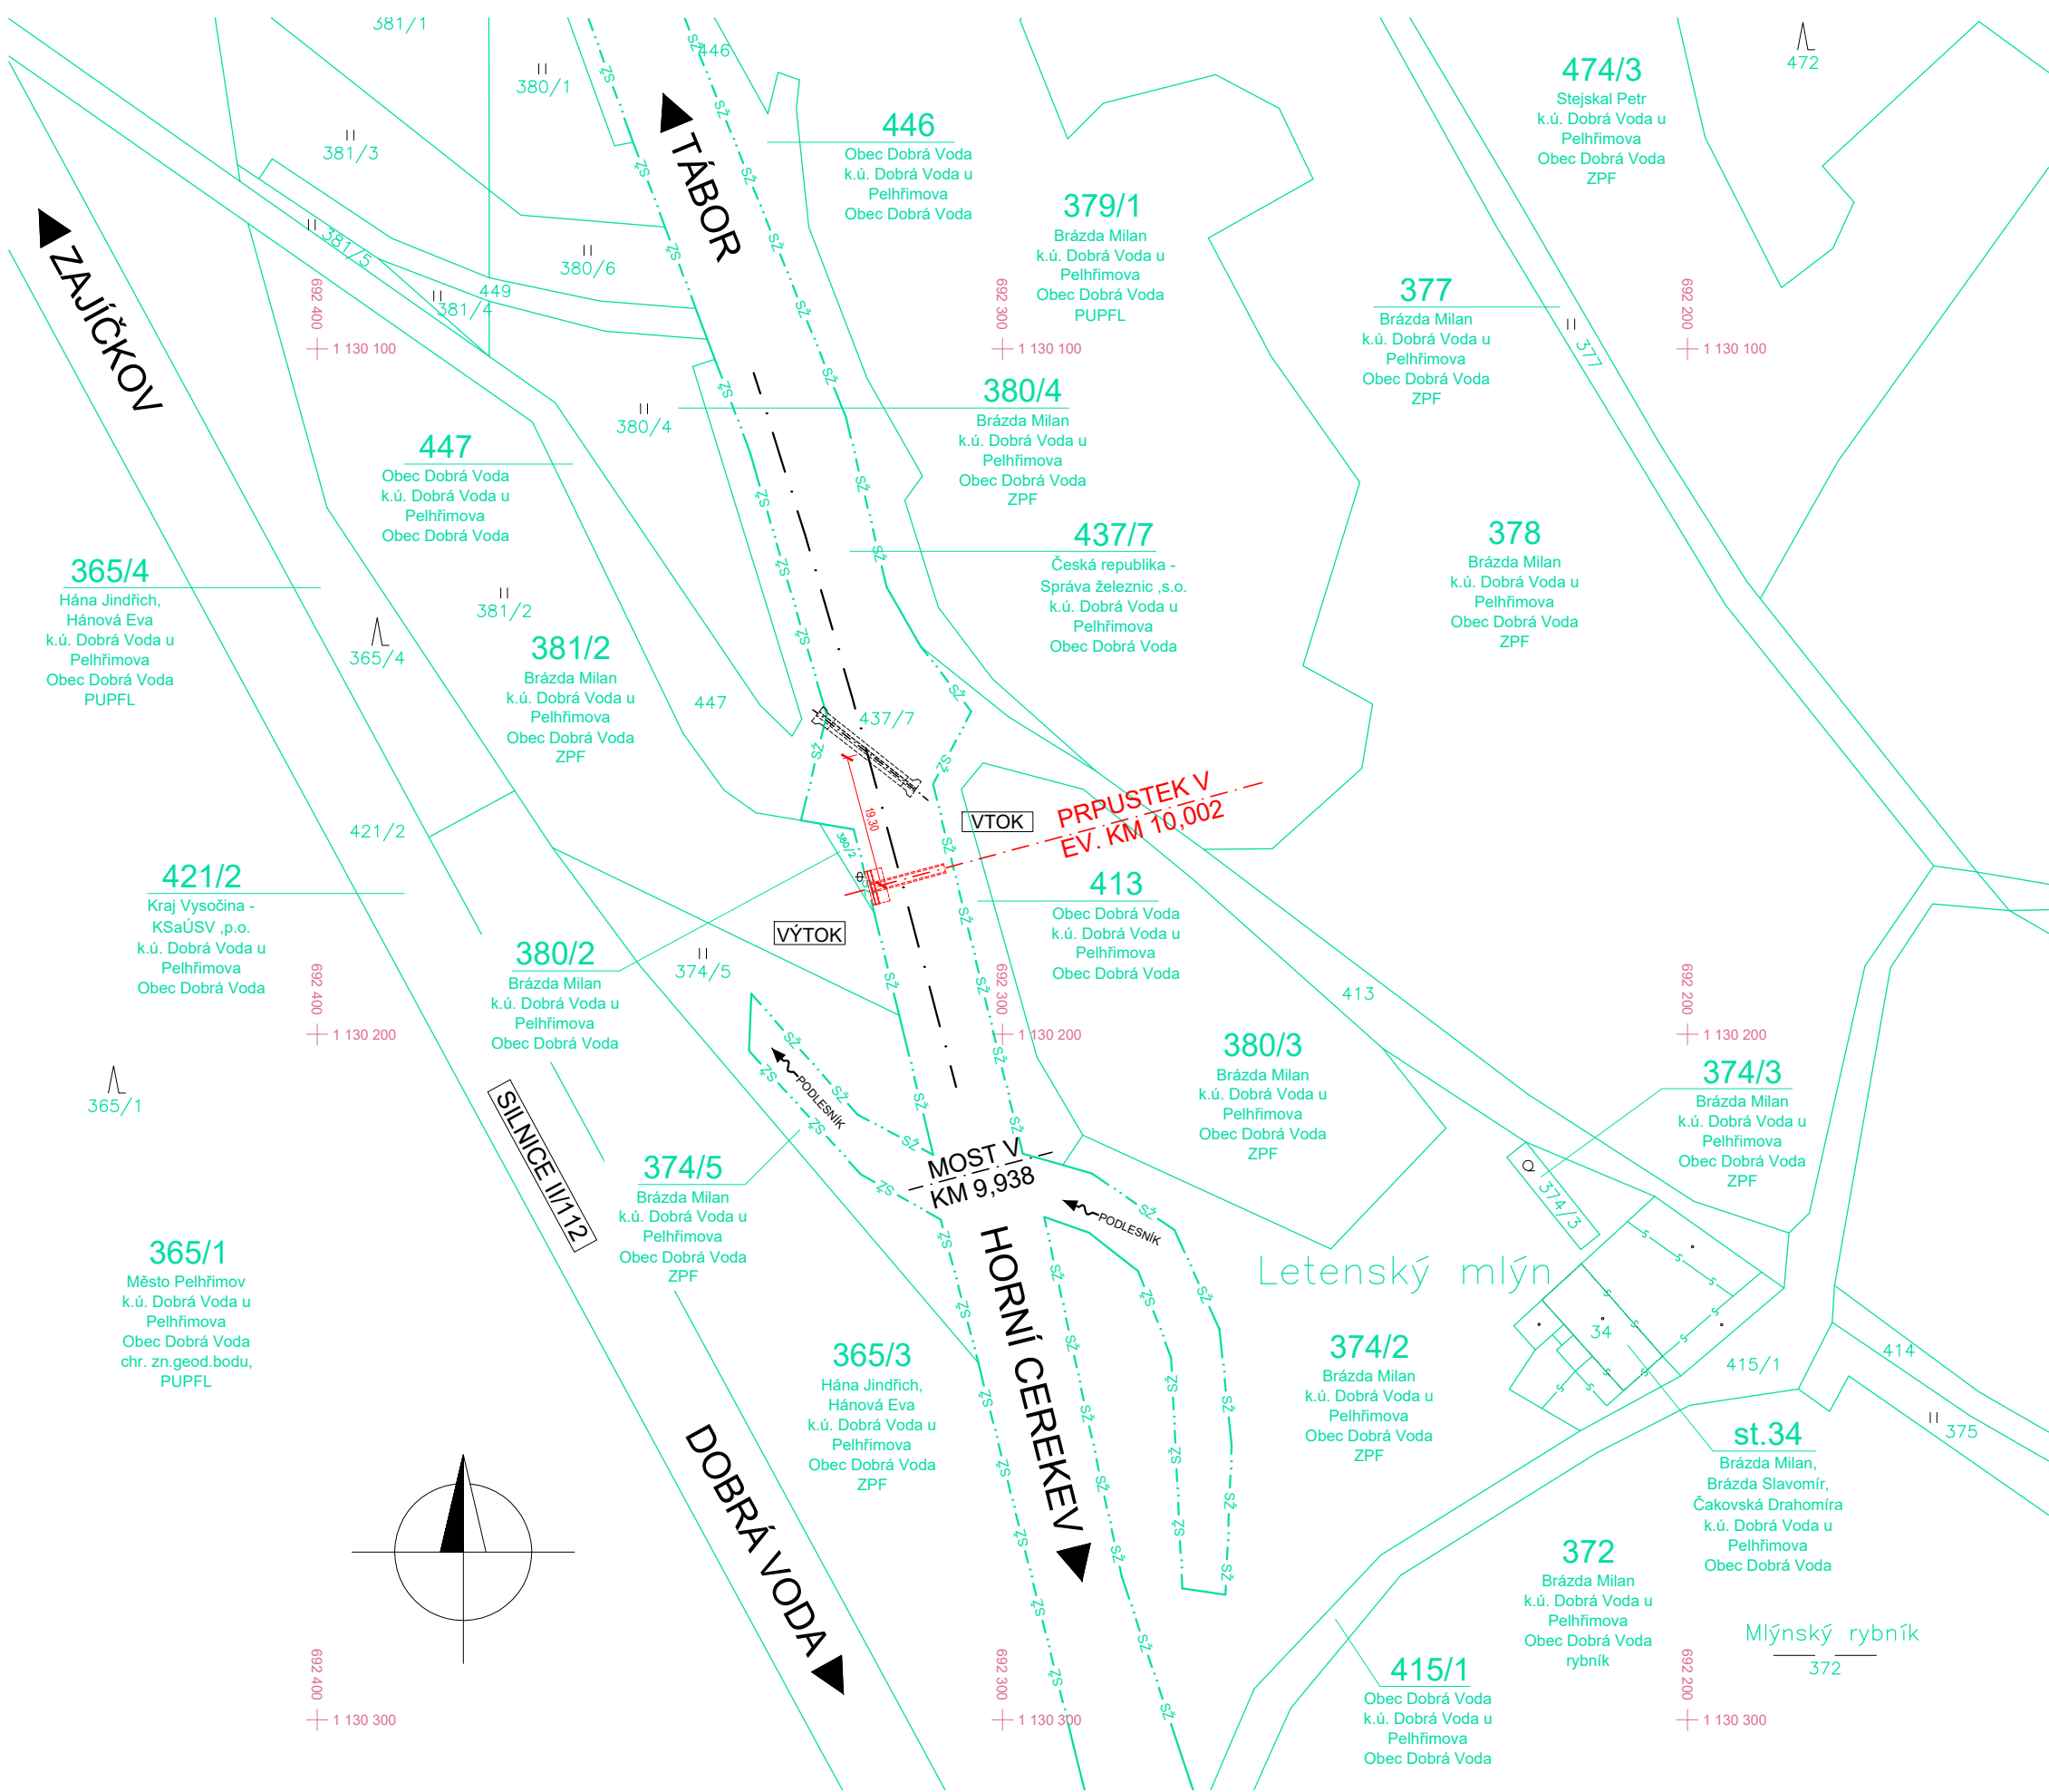 381/1
446
380/1
472
474/3
Stejskal Petr
k.ú. Dobrá Voda u
Pelhřimova
Obec Dobrá Voda
ZPF
381/3
TÁBOR
446
Obec Dobrá Voda
k.ú. Dobrá Voda u
Pelhřimova
Obec Dobrá Voda
379/1
Brázda Milan
k.ú. Dobrá Voda u
Pelhřimova
Obec Dobrá Voda
PUPFL
ZAJÍČKOV
381/5
380/6
449
381/4
692 400
1 130 100
692 300
1 130 100
692 200
1 130 100
377
Brázda Milan
k.ú. Dobrá Voda u
Pelhřimova
Obec Dobrá Voda
ZPF
377
380/4
380/4
Brázda Milan
k.ú. Dobrá Voda u
Pelhřimova
Obec Dobrá Voda
ZPF
447
Obec Dobrá Voda
k.ú. Dobrá Voda u
Pelhřimova
Obec Dobrá Voda
437/7
Česká republika -
Správa železnic ,s.o.
k.ú. Dobrá Voda u
Pelhřimova
Obec Dobrá Voda
378
Brázda Milan
k.ú. Dobrá Voda u
Pelhřimova
Obec Dobrá Voda
ZPF
365/4
Hána Jindřich,
Hánová Eva
k.ú. Dobrá Voda u
Pelhřimova
Obec Dobrá Voda
PUPFL
381/2
365/4
381/2
Brázda Milan
k.ú. Dobrá Voda u
Pelhřimova
Obec Dobrá Voda
ZPF
447
437/7
19,30
PRPUSTEK V
EV. KM 10,002
VTOK
421/2
380/2
421/2
Kraj Vysočina -
KSaÚSV ,p.o.
k.ú. Dobrá Voda u
Pelhřimova
Obec Dobrá Voda
413
Obec Dobrá Voda
k.ú. Dobrá Voda u
Pelhřimova
Obec Dobrá Voda
VÝTOK
380/2
Brázda Milan
k.ú. Dobrá Voda u
Pelhřimova
Obec Dobrá Voda
374/5
413
692 400
1 130 200
692 300
1 130 200
692 200
1 130 200
380/3
Brázda Milan
k.ú. Dobrá Voda u
Pelhřimova
Obec Dobrá Voda
ZPF
374/3
Brázda Milan
k.ú. Dobrá Voda u
Pelhřimova
Obec Dobrá Voda
ZPF
365/1
PODLESNÍK
SILNICE II/112
MOST V
KM 9,938
374/5
Brázda Milan
k.ú. Dobrá Voda u
Pelhřimova
Obec Dobrá Voda
ZPF
374/3
PODLESNÍK
365/1
Město Pelhřimov
k.ú. Dobrá Voda u
Pelhřimova
Obec Dobrá Voda
chr. zn.geod.bodu,
PUPFL
HORNÍ CEREKEV
Letenský mlýn
34
365/3
Hána Jindřich,
Hánová Eva
k.ú. Dobrá Voda u
Pelhřimova
Obec Dobrá Voda
ZPF
374/2
Brázda Milan
k.ú. Dobrá Voda u
Pelhřimova
Obec Dobrá Voda
ZPF
415/1
414
375
DOBRÁ VODA
st.34
Brázda Milan,
Brázda Slavomír,
Čakovská Drahomíra
k.ú. Dobrá Voda u
Pelhřimova
Obec Dobrá Voda
372
Brázda Milan
k.ú. Dobrá Voda u
Pelhřimova
Obec Dobrá Voda
rybník
Mlýnský rybník
372
415/1
Obec Dobrá Voda
k.ú. Dobrá Voda u
Pelhřimova
Obec Dobrá Voda
692 400
1 130 300
692 300
1 130 300
692 200
1 130 300